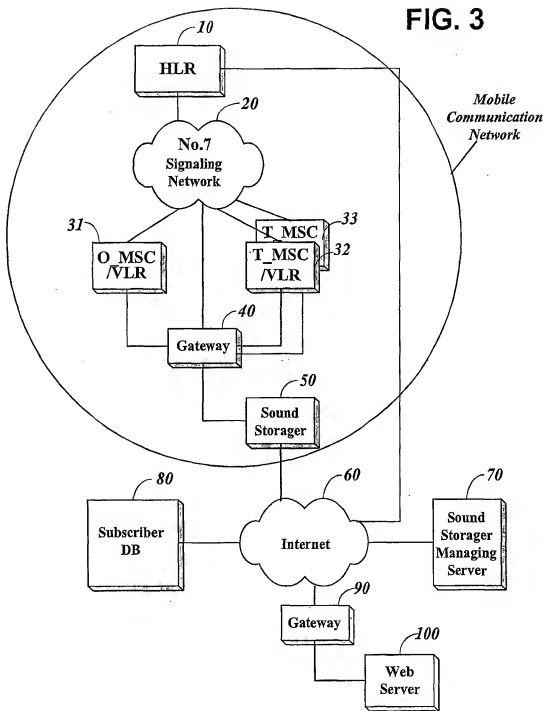 FIG. 3
10
HLR
Mobile
Communication
Network
20
No.7
Signaling
Network
31
O_MSC
/VLR
33
T_MSC
32
T_MSC
/VLR
40
Gateway
50
Sound
Storager
60
Internet
80
Subscriber
DB
70
Sound
Storager
Managing
Server
90
Gateway
100
Web
Server